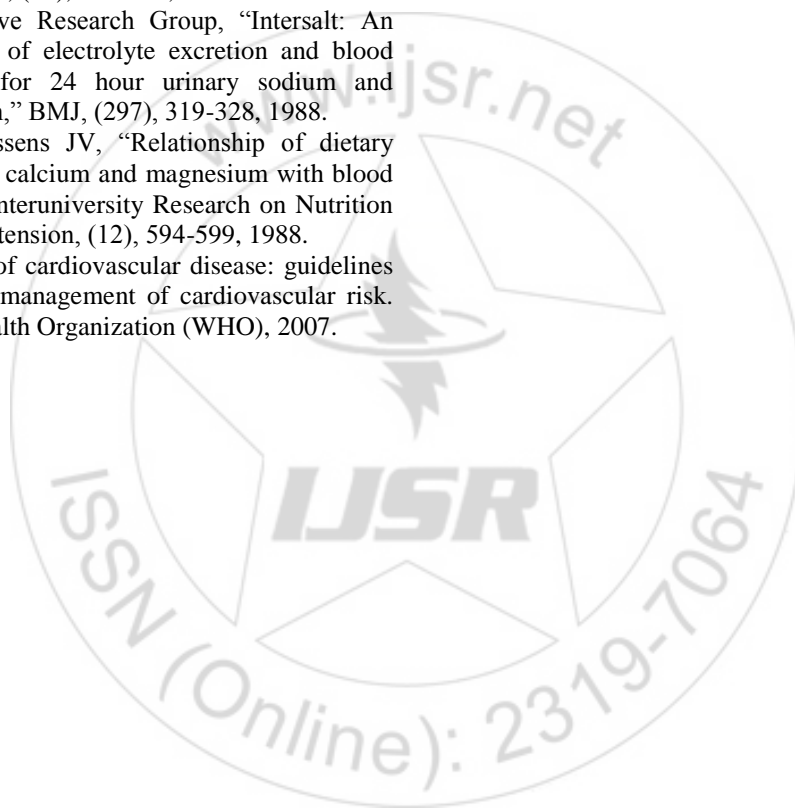 ve Research Group, “Intersalt: An
of electrolyte excretion and blood
for 24 hour urinary sodium and
,” BMJ, (297), 319-328, 1988.
ssens JV, “Relationship of dietary
calcium and magnesium with blood
nteruniversity Research on Nutrition
tension, (12), 594-599, 1988.
of cardiovascular disease: guidelines
management of cardiovascular risk.
alth Organization (WHO), 2007.
www.ijsr.net
IJSR
ISSN (Online): 2319-7064